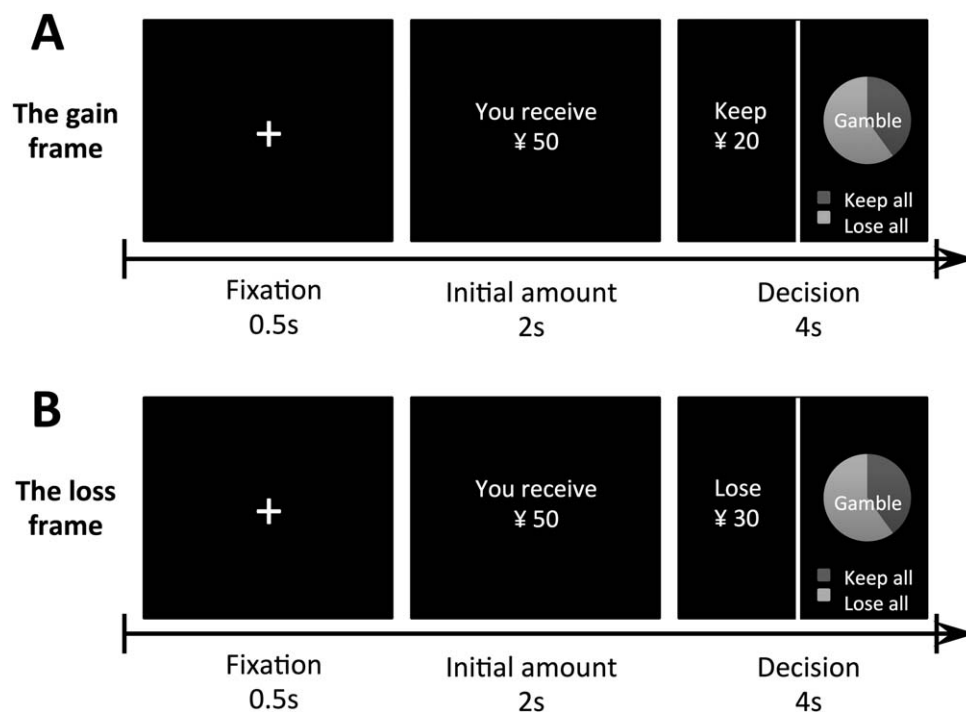 A
The gain
frame
+
You receive
¥ 50
Keep
¥ 20
Gamble
Keep all
Lose all
Fixation
0.5s
Initial amount
2s
Decision
4s
B
The loss
frame
+
You receive
¥ 50
Lose
¥ 30
Gamble
Keep all
Lose all
Fixation
0.5s
Initial amount
2s
Decision
4s